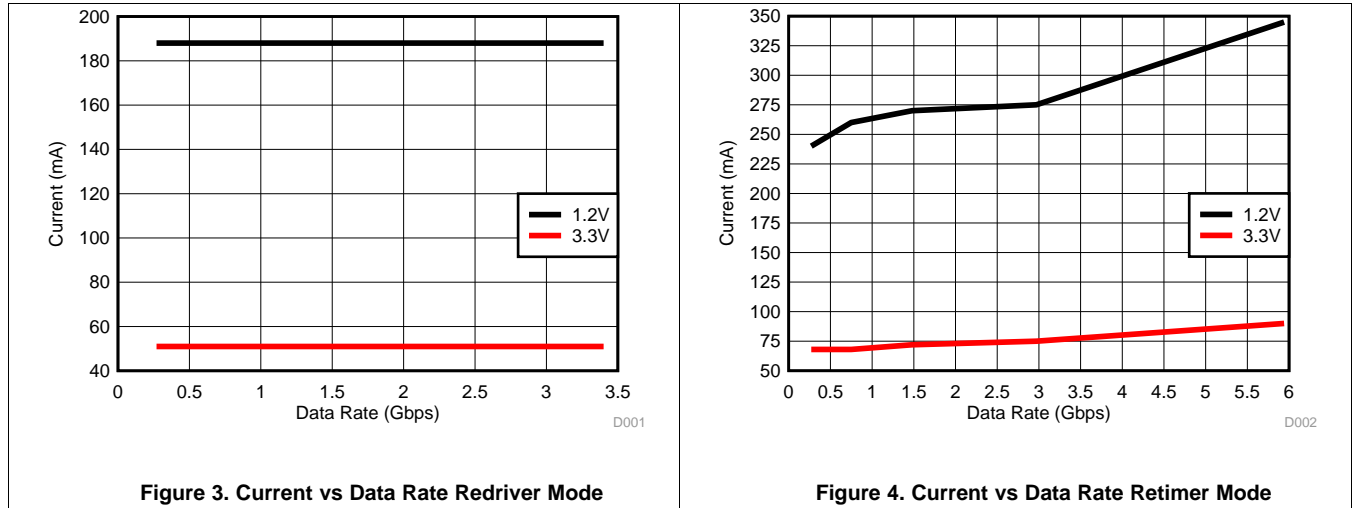 200
180
160
140
120
100
80
60
40
Current (mA)
1.2V
3.3V
0 0.5 1 1.5 2 2.5 3 3.5
Data Rate (Gbps)
D001
Figure 3. Current vs Data Rate Redriver Mode
350
325
300
275
250
225
200
175
150
125
100
75
50
Current (mA)
1.2V
3.3V
0 0.5 1 1.5 2 2.5 3 3.5 4 4.5 5 5.5 6
Data Rate (Gbps)
D002
Figure 4. Current vs Data Rate Retimer Mode